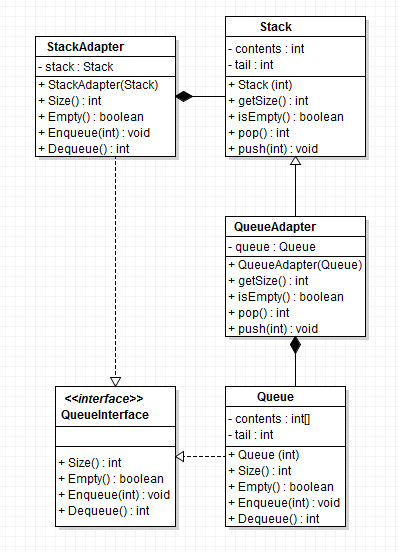 StackAdapter
- stack : Stack
+ StackAdapter(Stack)
+ Size() : int
+ Empty() : boolean
+ Enqueue(int) : void
+ Dequeue() : int
Stack
- contents : int
- tail : int
+ Stack (int)
+ getSize() : int
+ isEmpty() : boolean
+ pop() : int
+ push(int) : void
QueueAdapter
- queue : Queue
+ QueueAdapter(Queue)
+ getSize() : int
+ isEmpty() : boolean
+ pop() : int
+ push(int) : void
<<interface>>
QueueInterface
+ Size() : int
+ Empty() : boolean
+ Enqueue(int) : void
+ Dequeue() : int
Queue
- contents : int[]
- tail : int
+ Queue (int)
+ Size() : int
+ Empty() : boolean
+ Enqueue(int) : void
+ Dequeue() : int